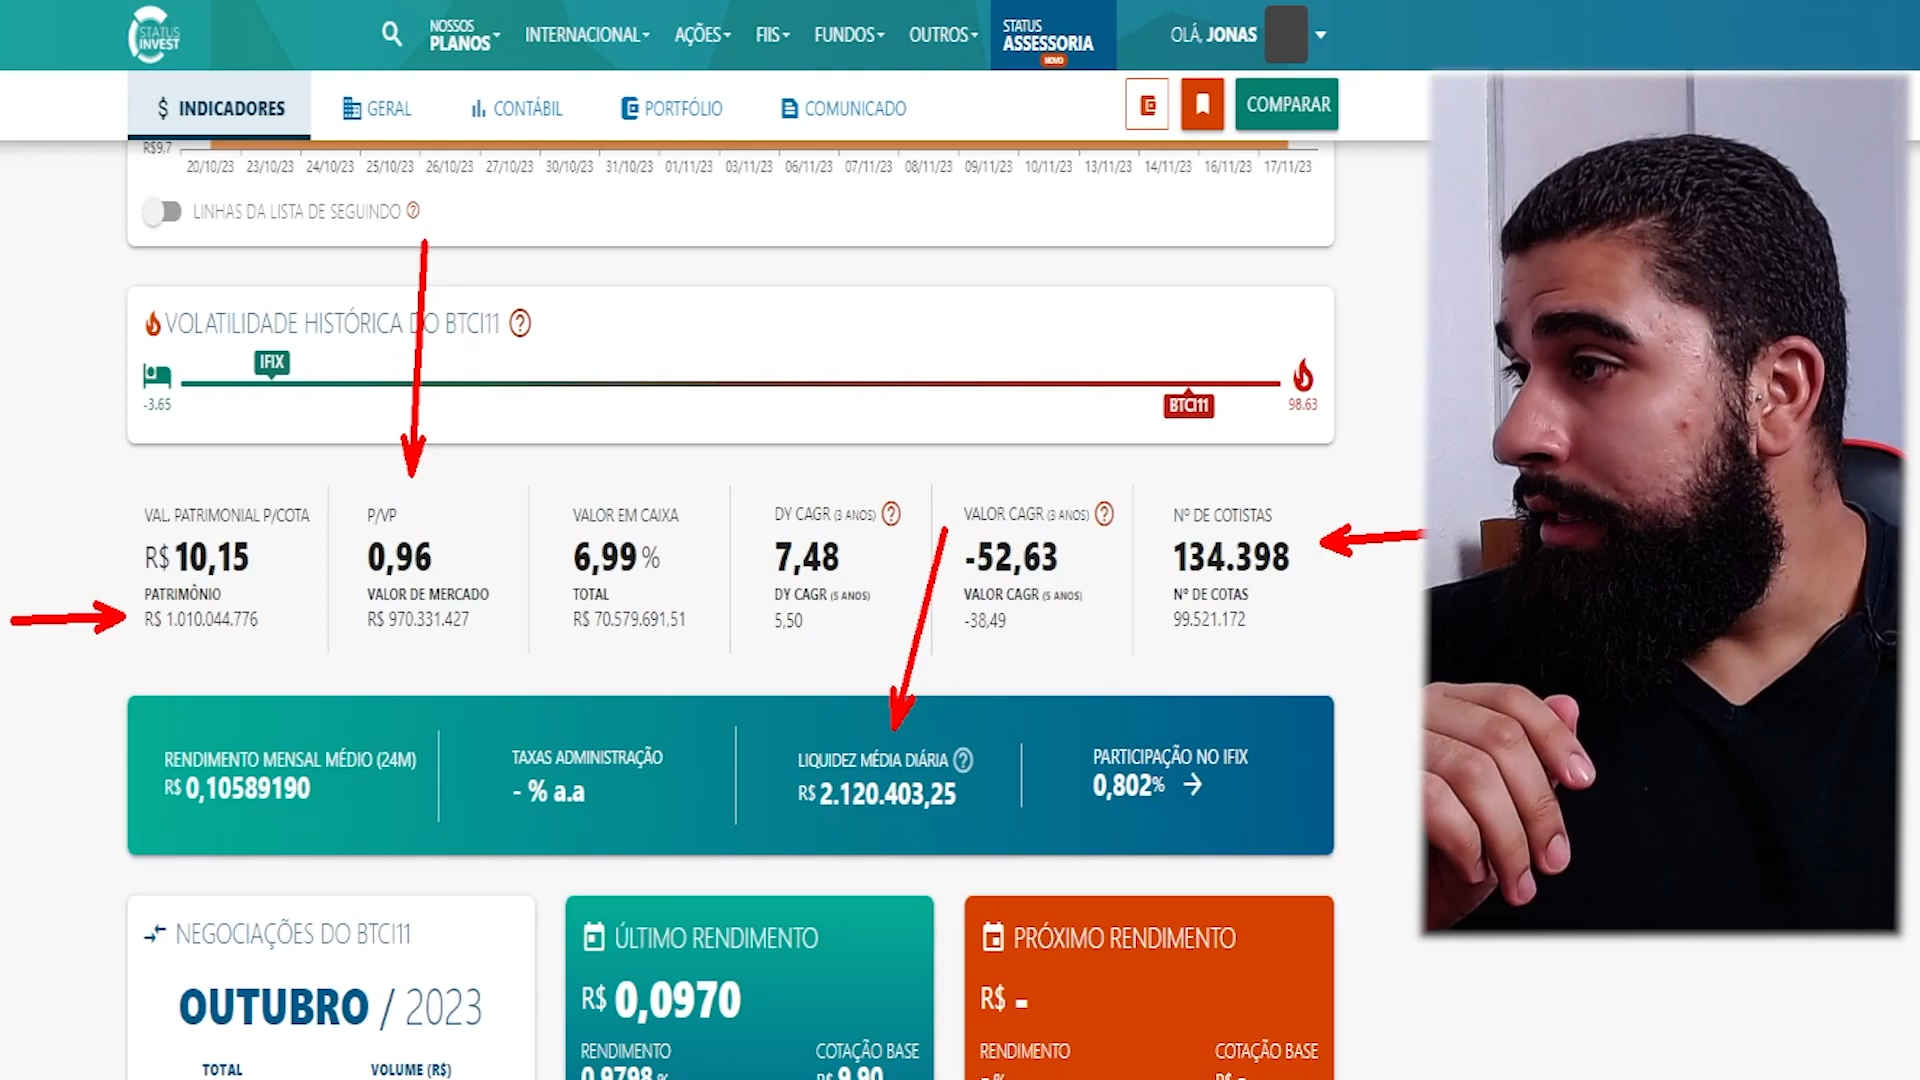 STATUS
INVEST
NOSSOS
PLANOS
INTERNACIONAL
AÇÕES
FIIS
FUNDOS
OUTROS
STATUS
ASSESSORIA
NOVO
OLÁ, JONAS
$ INDICADORES
GERAL
CONTÁBIL
PORTFÓLIO
COMUNICADO
COMPARAR
R$9,7
20/10/23 23/10/23 24/10/23 25/10/23 26/10/23 27/10/23 30/10/23 31/10/23 01/11/23 03/11/23 06/11/23 07/11/23 08/11/23 09/11/23 10/11/23 13/11/23 14/11/23 16/11/23 17/11/23
LINHAS DA LISTA DE SEGUINDO ?
VOLATILIDADE HISTÓRICA DO BTCI11 ?
IFIX
-3.65
BTCI11
98.63
VAL. PATRIMONIAL P/COTA
R$ 10,15
PATRIMÔNIO
R$ 1.010.044.776
P/VP
0,96
VALOR DE MERCADO
R$ 970.331.427
VALOR EM CAIXA
6,99 %
TOTAL
R$ 70.579.691,51
DY CAGR (3 ANOS) ?
7,48
DY CAGR (5 ANOS)
5,50
VALOR CAGR (3 ANOS) ?
-52,63
VALOR CAGR (5 ANOS)
-38,49
Nº DE COTISTAS
134.398
Nº DE COTAS
99.521.172
RENDIMENTO MENSAL MÉDIO (24M)
R$ 0,10589190
TAXAS ADMINISTRAÇÃO
- % a.a
LIQUIDEZ MÉDIA DIÁRIA ?
R$ 2.120.403,25
PARTICIPAÇÃO NO IFIX
0,802%
NEGOCIAÇÕES DO BTCI11
OUTUBRO / 2023
TOTAL
VOLUME (R$)
ÚLTIMO RENDIMENTO
R$ 0,0970
RENDIMENTO
0,9798 %
COTAÇÃO BASE
R$ 9,90
PRÓXIMO RENDIMENTO
R$ -
RENDIMENTO
- %
COTAÇÃO BASE
R$ -